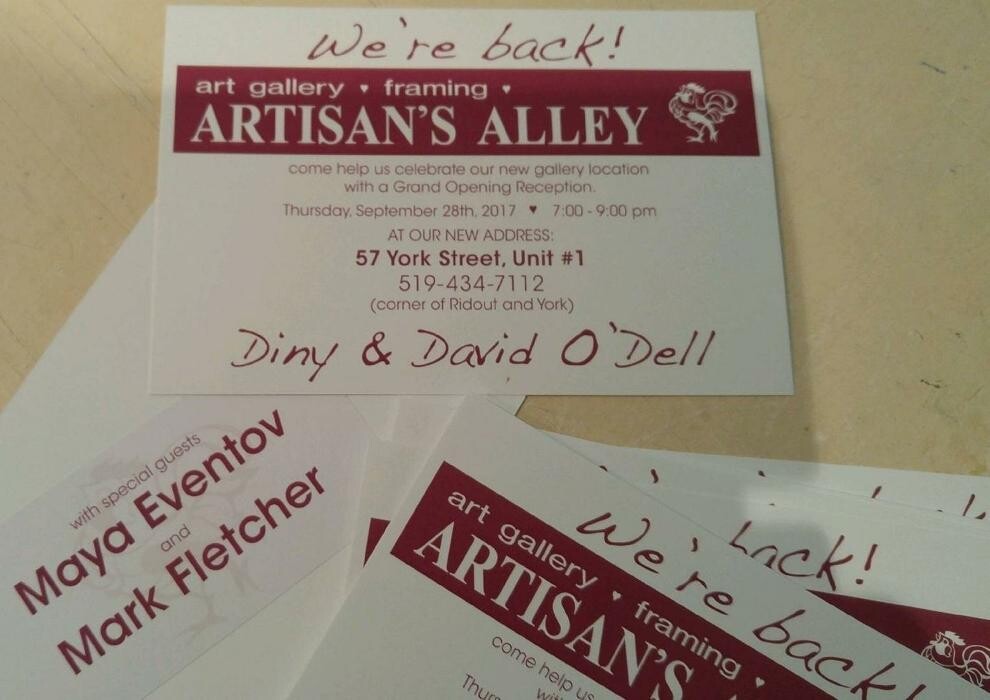 We're back!
art gallery ♥ framing ♥
ARTISAN'S ALLEY
come help us celebrate our new gallery location
with a Grand Opening Reception.
Thursday, September 28th, 2017 ♥ 7:00 - 9:00 pm
AT OUR NEW ADDRESS:
57 York Street, Unit #1
519-434-7112
(corner of Ridout and York)
Diny & David O'Dell
with special guests
Maya Eventov
and
Mark Fletcher
We're back!
art gallery ♥ framing ♥
ARTISAN'S
come help us
back!